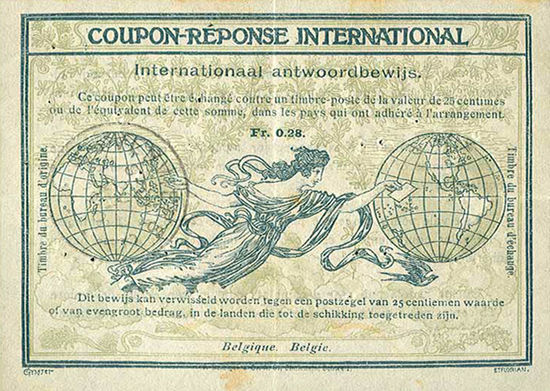 COUPON-RÉPONSE INTERNATIONAL
Internationaal antwoordbewijs.
Ce coupon peut être échangé contre un timbre-poste de la valeur de 25 centimes
ou de l'équivalent de cette somme, dans les pays qui ont adhéré à l'arrangement.
Fr. 0.28.
Timbre du bureau d'origine.
Timbre du bureau d'échange.
Dit bewijs kan verwisseld worden tegen een postzegel van 25 centiemen waarde
of van evengroot bedrag, in de landen die tot de schikking toegetreden zijn.
Belgique. België.